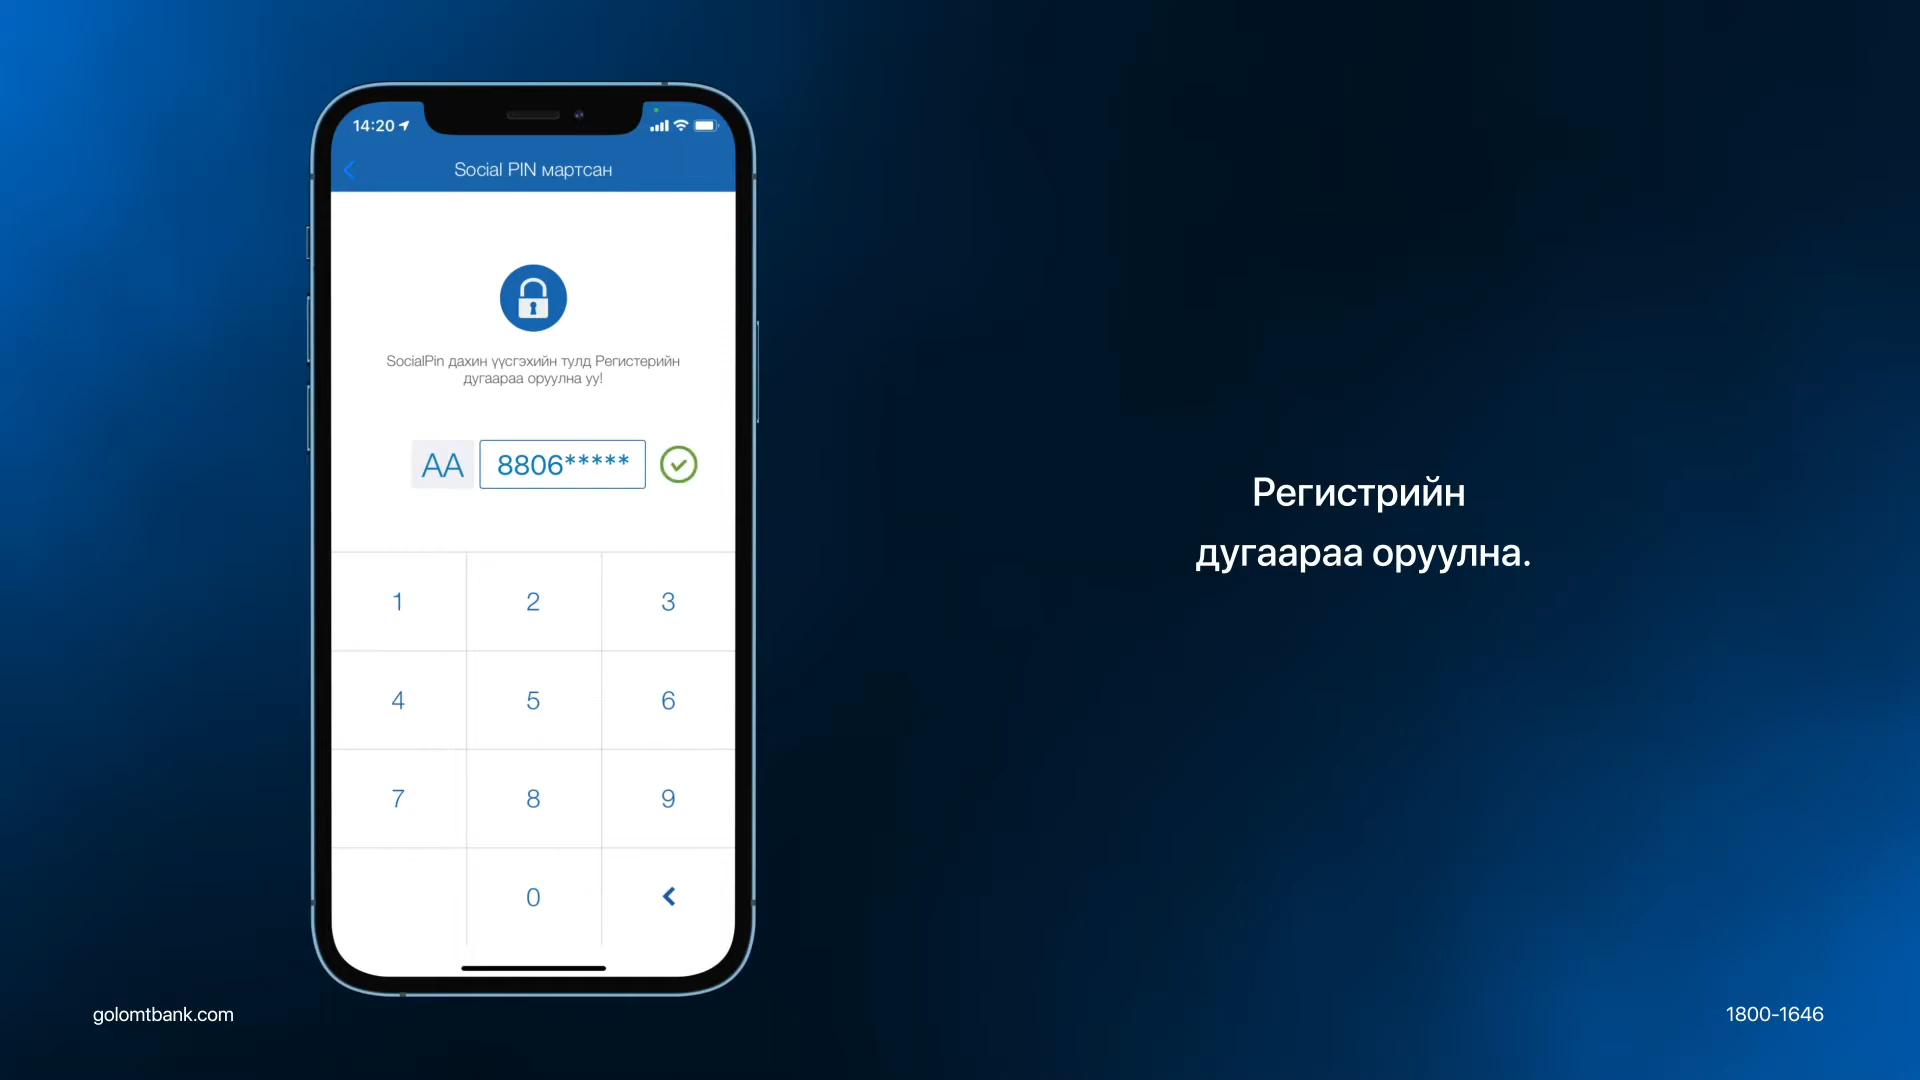 14:20
Social PIN мартсан
SocialPin дахин үүсгэхийн тулд Регистерийн
дугаараа оруулна уу!
АА 8806*****
1 2 3
4 5 6
7 8 9
0
Регистрийн
дугаараа оруулна.
golomtbank.com
1800-1646